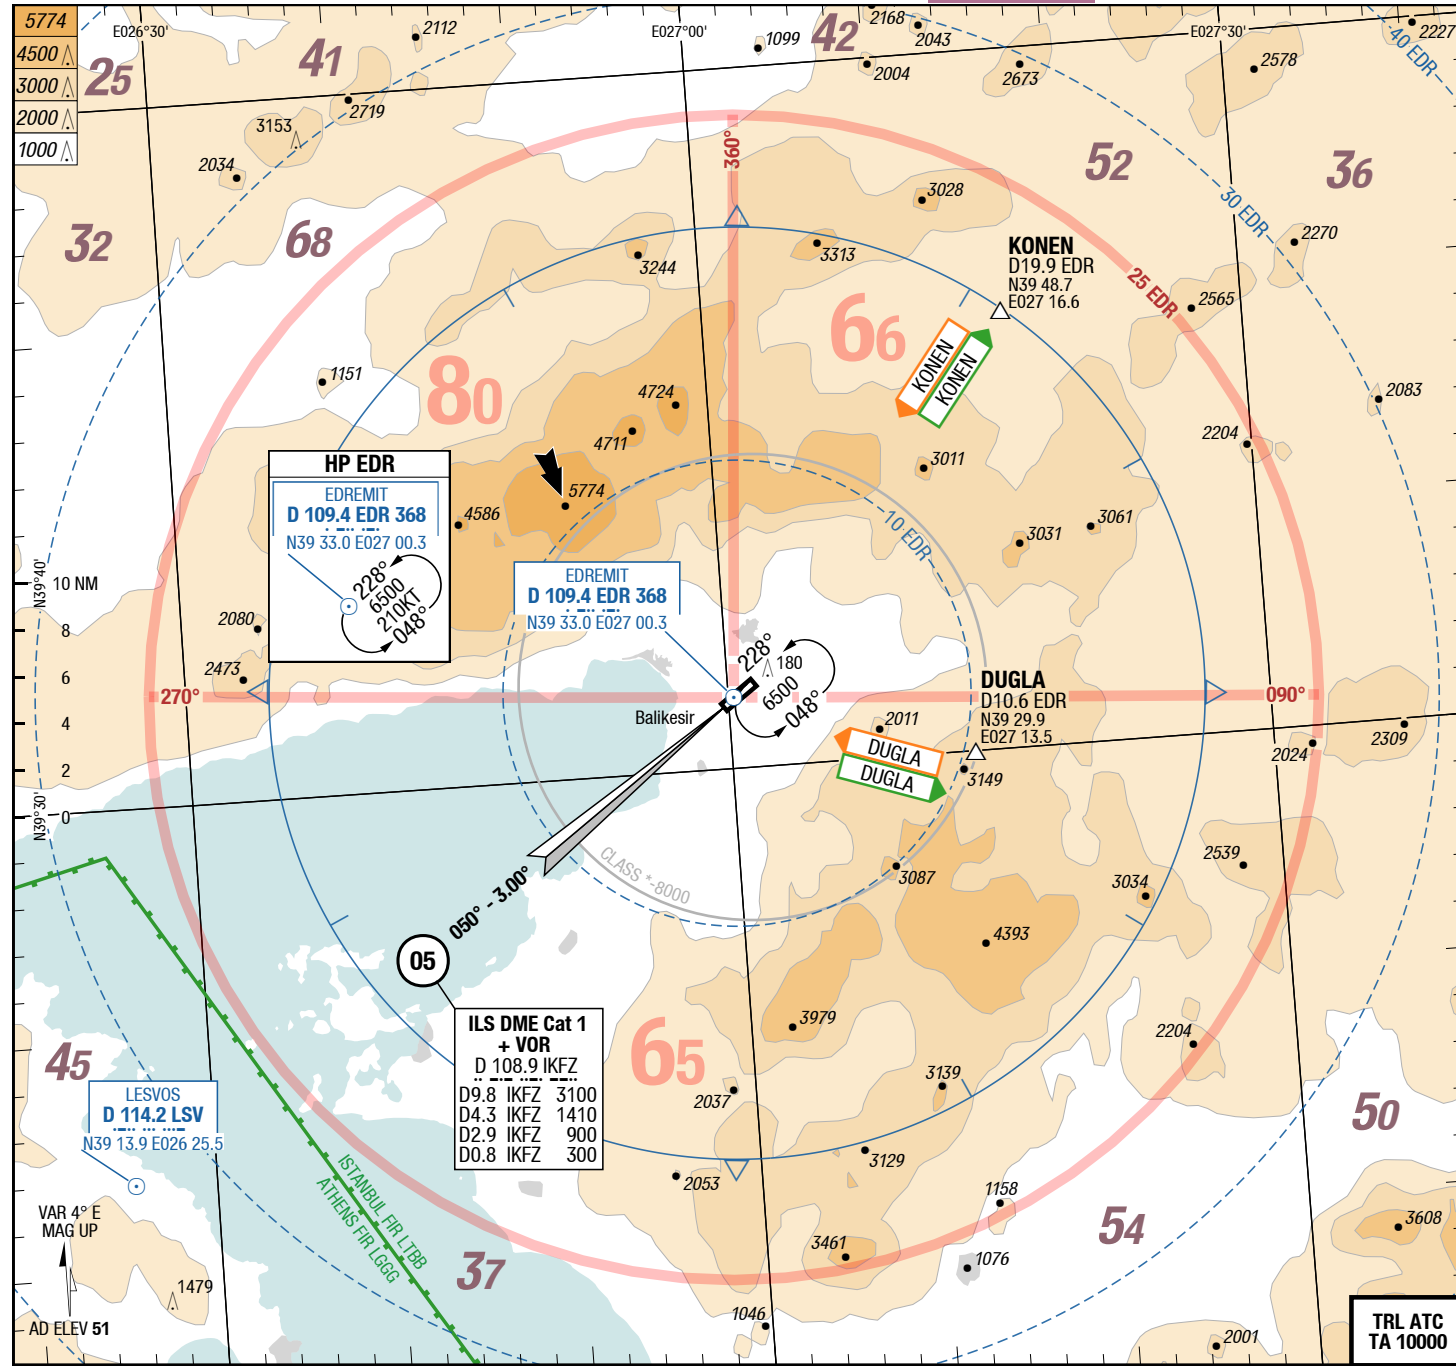 5774
4500
3000
2000
1000
E026°30'
E027°00'
E027°30'
25
41
42
52
36
32
68
45
37
54
50
2112
1099
2168
2043
2004
2673
2578
2227
40 EDR
2719
3153
2034
360°
3028
30 EDR
2270
3244
3313
KONEN
D19.9 EDR
N39 48.7
E027 16.6
25 EDR
2565
66
80
KONEN
KONEN
1151
4724
4711
2083
2204
3011
5774
4586
10 EDR
3061
3031
HP EDR
EDREMIT
D 109.4 EDR 368
N39 33.0 E027 00.3
228°
6500
210KT
048°
EDREMIT
D 109.4 EDR 368
N39 33.0 E027 00.3
N39°40'
10 NM
8
6
4
2
0
N39°30'
2080
2473
228°
180
6500
048°
270°
090°
Balikesir
DUGLA
D10.6 EDR
N39 29.9
E027 13.5
2011
DUGLA
DUGLA
3149
2024
2309
CLASS *-8000
3087
2539
3034
4393
050° - 3.00°
05
3979
ILS DME Cat 1
+ VOR
D 108.9 IKFZ
D9.8 IKFZ 3100
D4.3 IKFZ 1410
D2.9 IKFZ 900
D0.8 IKFZ 300
65
2204
3139
2037
3129
2053
1158
3461
1076
1046
3608
2001
LESVOS
D 114.2 LSV
N39 13.9 E026 25.5
ISTANBUL FIR LTBB
ATHENS FIR LGGG
VAR 4° E
MAG UP
1479
AD ELEV 51
TRL ATC
TA 10000